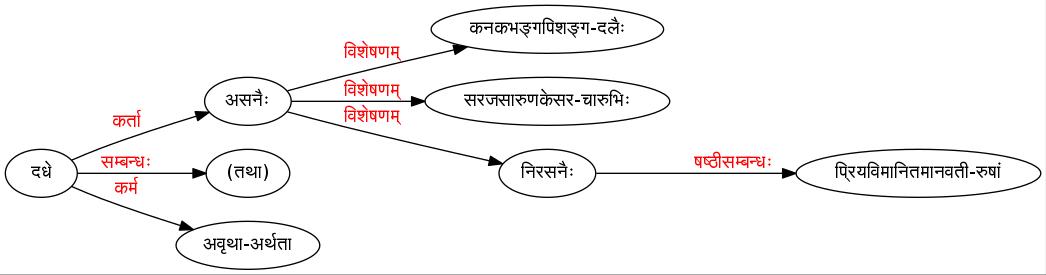 कनकभङ्गपिशङ्ग-दलैः
विशेषणम्
असनैः
विशेषणम्
सरजसारुणकेसर-चारुभिः
विशेषणम्
कर्ता
दधे
सम्बन्धः
(तथा)
निरसनैः
षष्ठीसम्बन्धः
प्रियविमानितमानवती-रुषां
कर्म
अवृथा-अर्थता